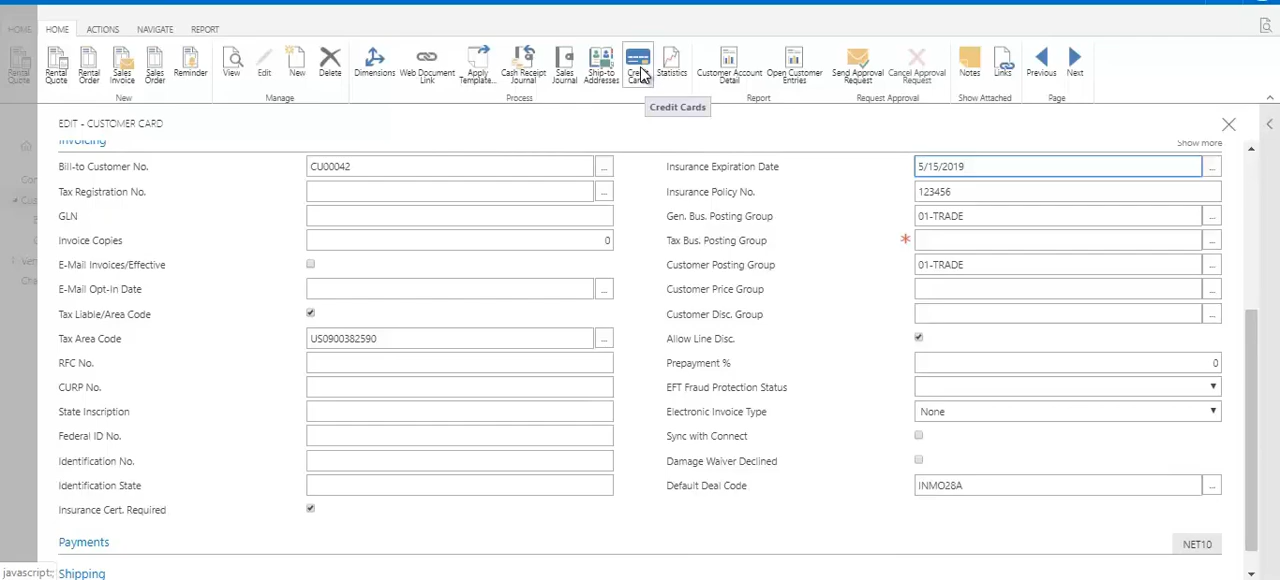 HOME HOME ACTIONS NAVIGATE REPORT
Rental Quote
Rental Quote
Rental Order
Sales Invoice
Sales Order
Reminder
View
Edit
New
Delete
Dimensions
Web Document Link
Apply Template...
Cash Receipt Journal
Sales Journal
Ship-to Addresses
Statistics
Customer Account Detail
Open Customer Entries
Send Approval Request
Cancel Approval Request
Notes
Links
Previous
Next
New Manage Process Report Request Approval Show Attached Page
Credit Cards
EDIT - CUSTOMER CARD
Invoicing Show more
Bill-to Customer No. CU00042 ...
Tax Registration No. ...
GLN
Invoice Copies 0
E-Mail Invoices/Effective
E-Mail Opt-In Date ...
Tax Liable/Area Code
Tax Area Code US0900382590 ...
RFC No.
CURP No.
State Inscription
Federal ID No.
Identification No.
Identification State
Insurance Cert. Required
Insurance Expiration Date 5/15/2019 ...
Insurance Policy No. 123456
Gen. Bus. Posting Group 01-TRADE ...
Tax Bus. Posting Group * ...
Customer Posting Group 01-TRADE ...
Customer Price Group ...
Customer Disc. Group ...
Allow Line Disc.
Prepayment % 0
EFT Fraud Protection Status
Electronic Invoice Type None
Sync with Connect
Damage Waiver Declined
Default Deal Code INMO28A ...
Payments NET10
javascript:; Shipping